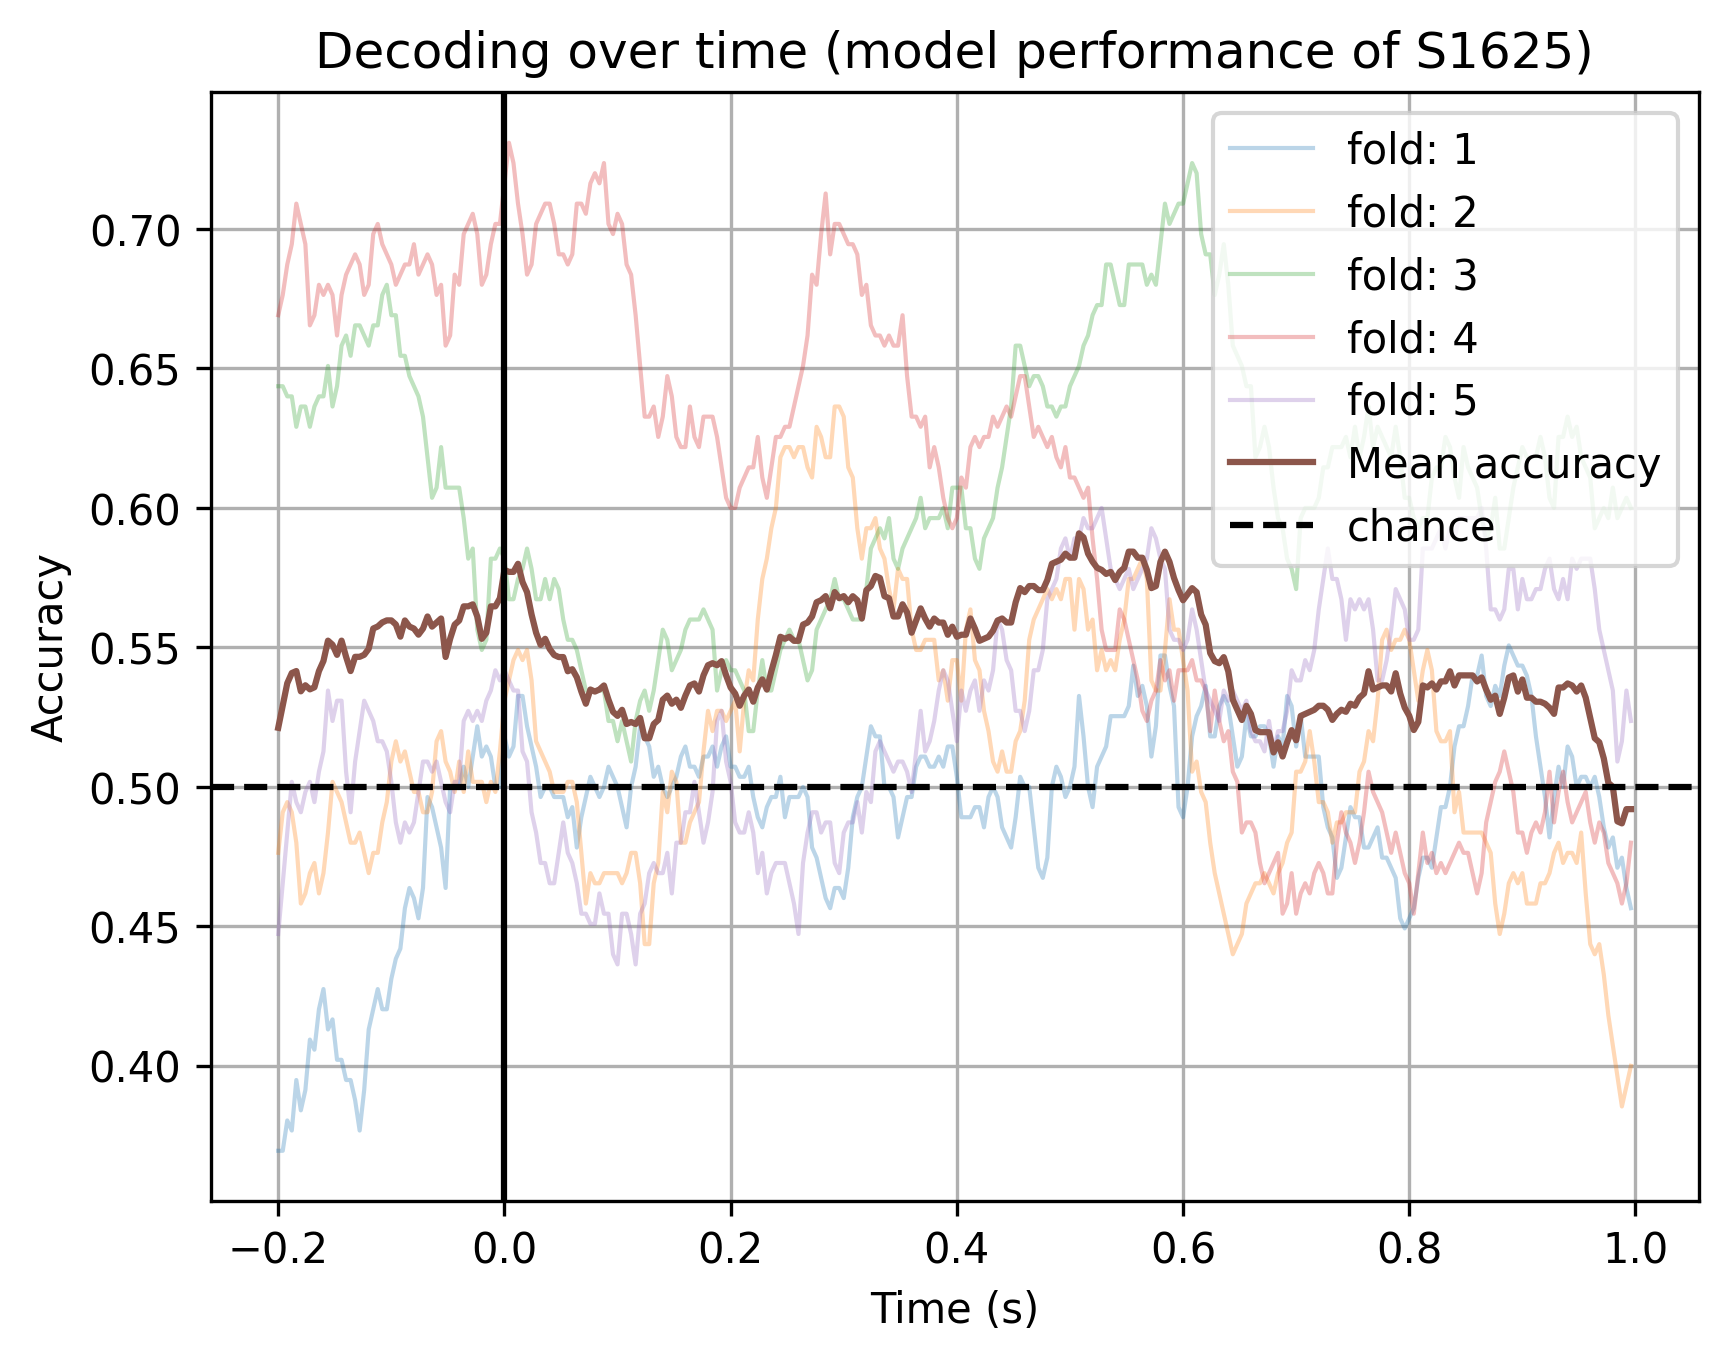 Decoding over time (model performance of S1625)
fold: 1
fold: 2
fold: 3
fold: 4
fold: 5
Mean accuracy
chance
Accuracy
0.70
0.65
0.60
0.55
0.50
0.45
0.40
−0.2 0.0 0.2 0.4 0.6 0.8 1.0
Time (s)